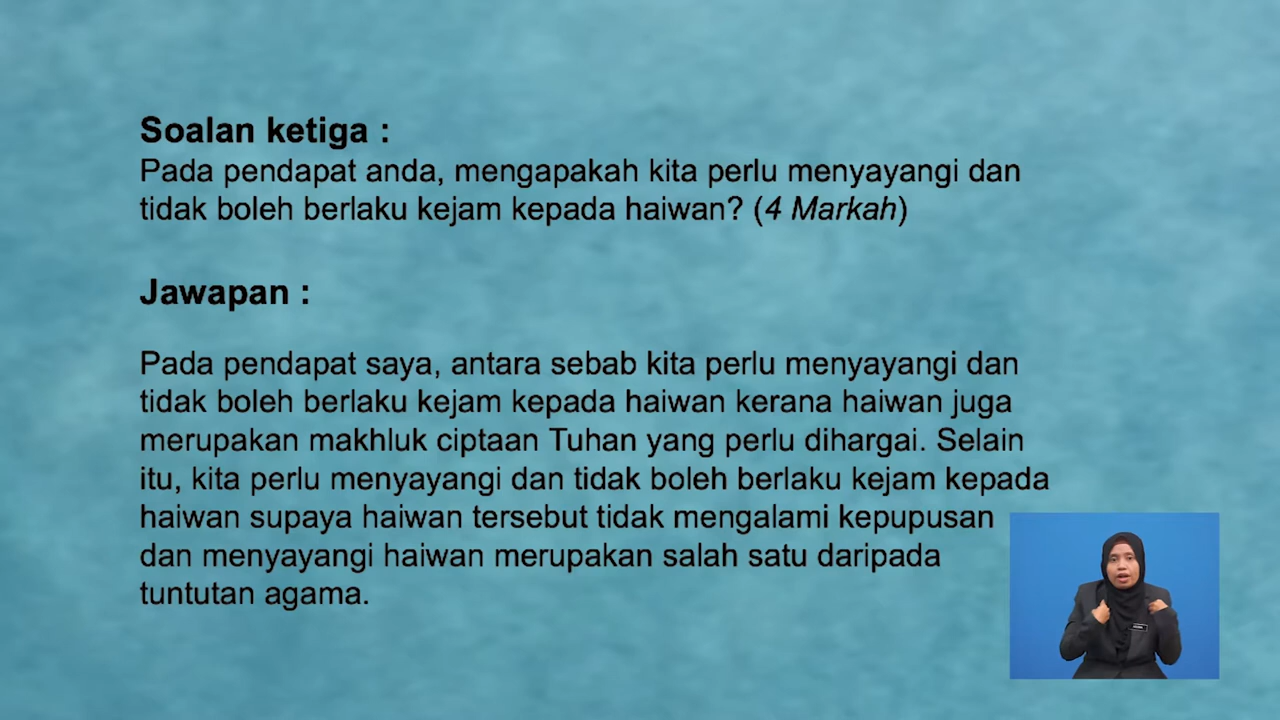 Soalan ketiga :
Pada pendapat anda, mengapakah kita perlu menyayangi dan
tidak boleh berlaku kejam kepada haiwan? (4 Markah)
Jawapan :
Pada pendapat saya, antara sebab kita perlu menyayangi dan
tidak boleh berlaku kejam kepada haiwan kerana haiwan juga
merupakan makhluk ciptaan Tuhan yang perlu dihargai. Selain
itu, kita perlu menyayangi dan tidak boleh berlaku kejam kepada
haiwan supaya haiwan tersebut tidak mengalami kepupusan
dan menyayangi haiwan merupakan salah satu daripada
tuntutan agama.